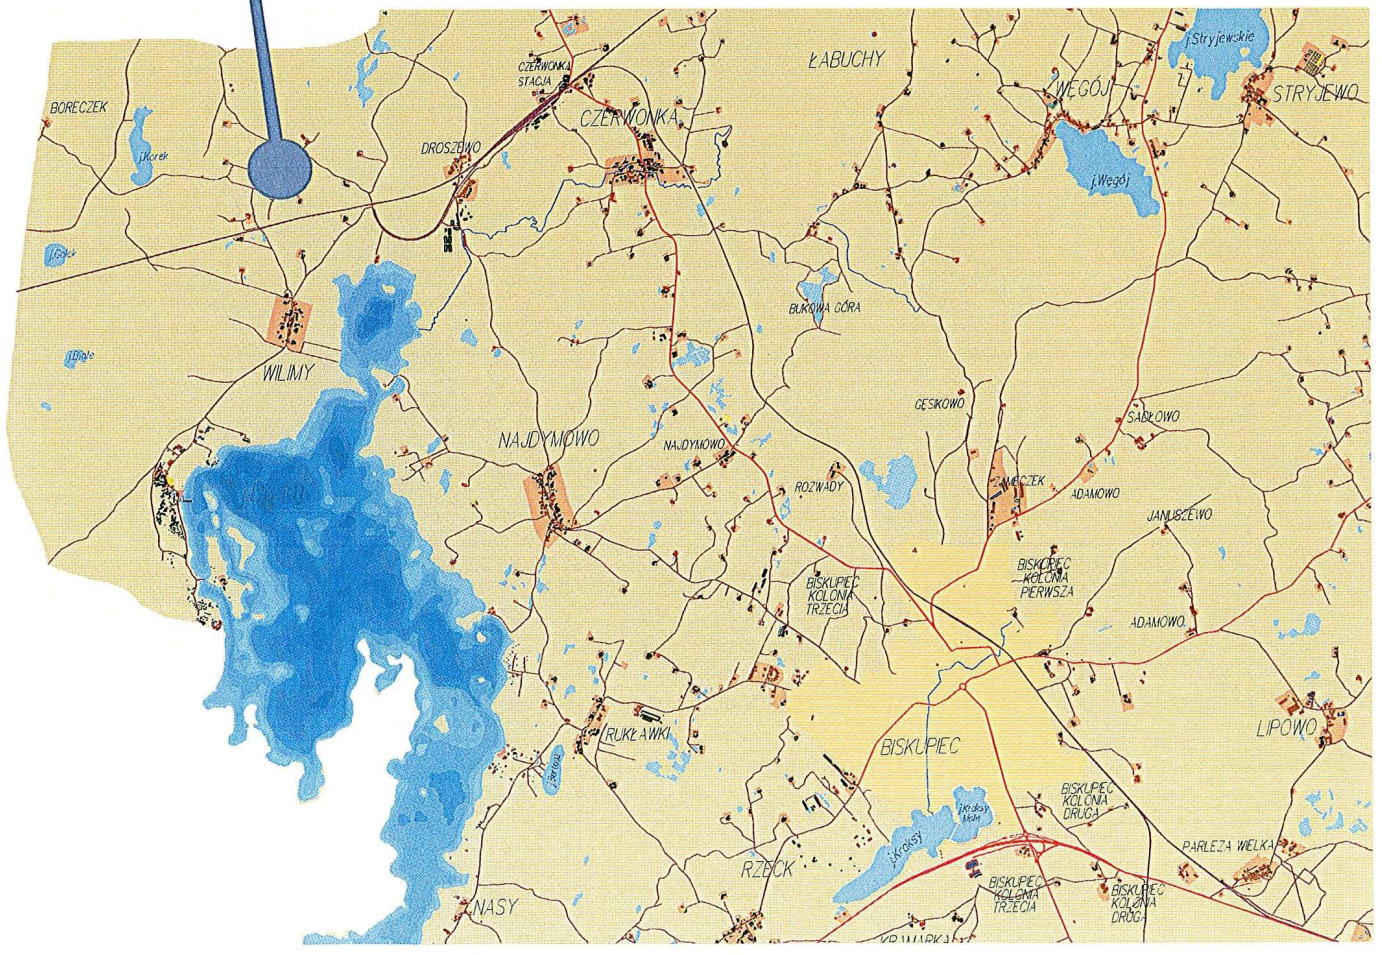 j.Stryjewskie
ŁABUCHY
CZERWONKA
STACJA
WĘGÓJ
STRYJEWO
BORECZEK
CZERWONKA
DROSZEWO
j.Korek
j.Węgój
BUKOWA GÓRA
WILIMY
GĘSIKOWO
SADŁOWO
NAJDYMOWO
NAJDYMOWO
ROZWADY
ZAMECZEK
ADAMOWO
JANUSZEWO
BISKUPIEC
KOLONIA
PIERWSZA
BISKUPIEC
KOLONIA
TRZECIA
ADAMOWO
RUKŁAWKI
BISKUPIEC
LIPOWO
BISKUPIEC
KOLONIA
DRUGA
j.Kraksy
Małe
j.Kraksy
PARLEZA WIELKA
RZECK
BISKUPIEC
KOLONIA
TRZECIA
BISKUPIEC
KOLONIA
DRUGA
NASY
KRAMARKA